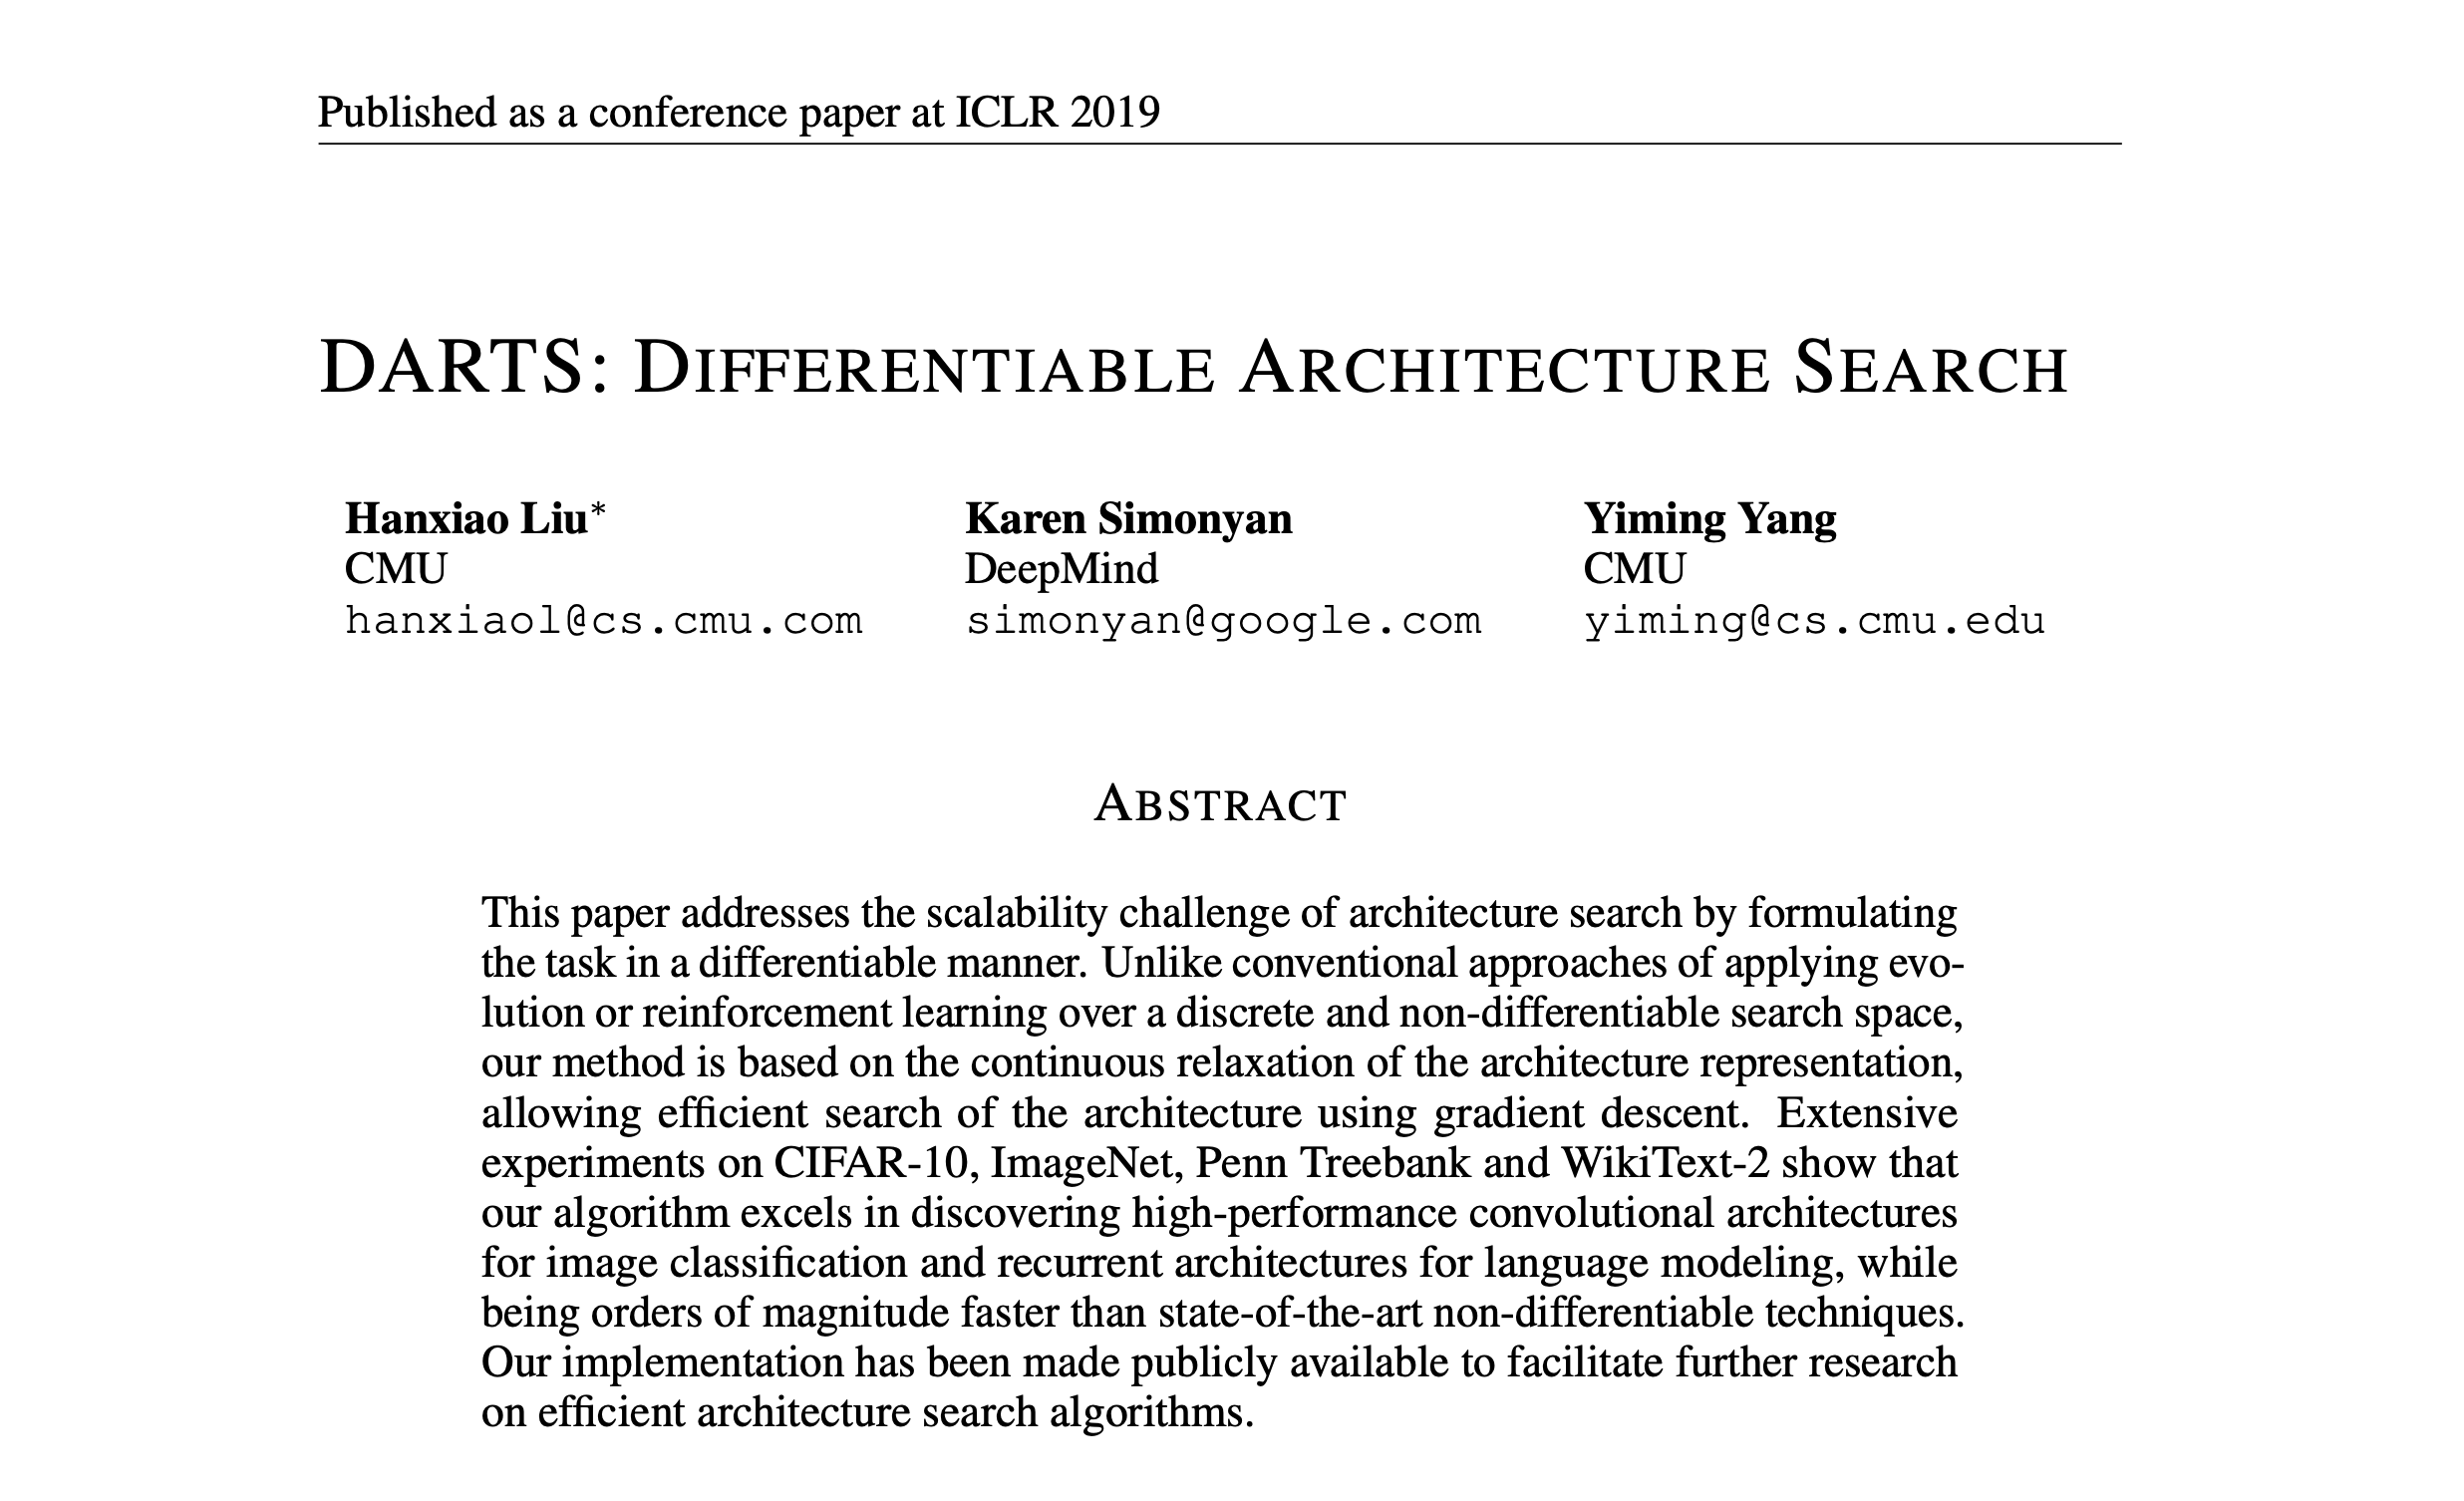 Published as a conference paper at ICLR 2019
DARTS: DIFFERENTIABLE ARCHITECTURE SEARCH
Hanxiao Liu* Karen Simonyan Yiming Yang
CMU DeepMind CMU
hanxiaol@cs.cmu.com simonyan@google.com yiming@cs.cmu.edu
ABSTRACT
This paper addresses the scalability challenge of architecture search by formulating
the task in a differentiable manner. Unlike conventional approaches of applying evo-
lution or reinforcement learning over a discrete and non-differentiable search space,
our method is based on the continuous relaxation of the architecture representation,
allowing efficient search of the architecture using gradient descent. Extensive
experiments on CIFAR-10, ImageNet, Penn Treebank and WikiText-2 show that
our algorithm excels in discovering high-performance convolutional architectures
for image classification and recurrent architectures for language modeling, while
being orders of magnitude faster than state-of-the-art non-differentiable techniques.
Our implementation has been made publicly available to facilitate further research
on efficient architecture search algorithms.